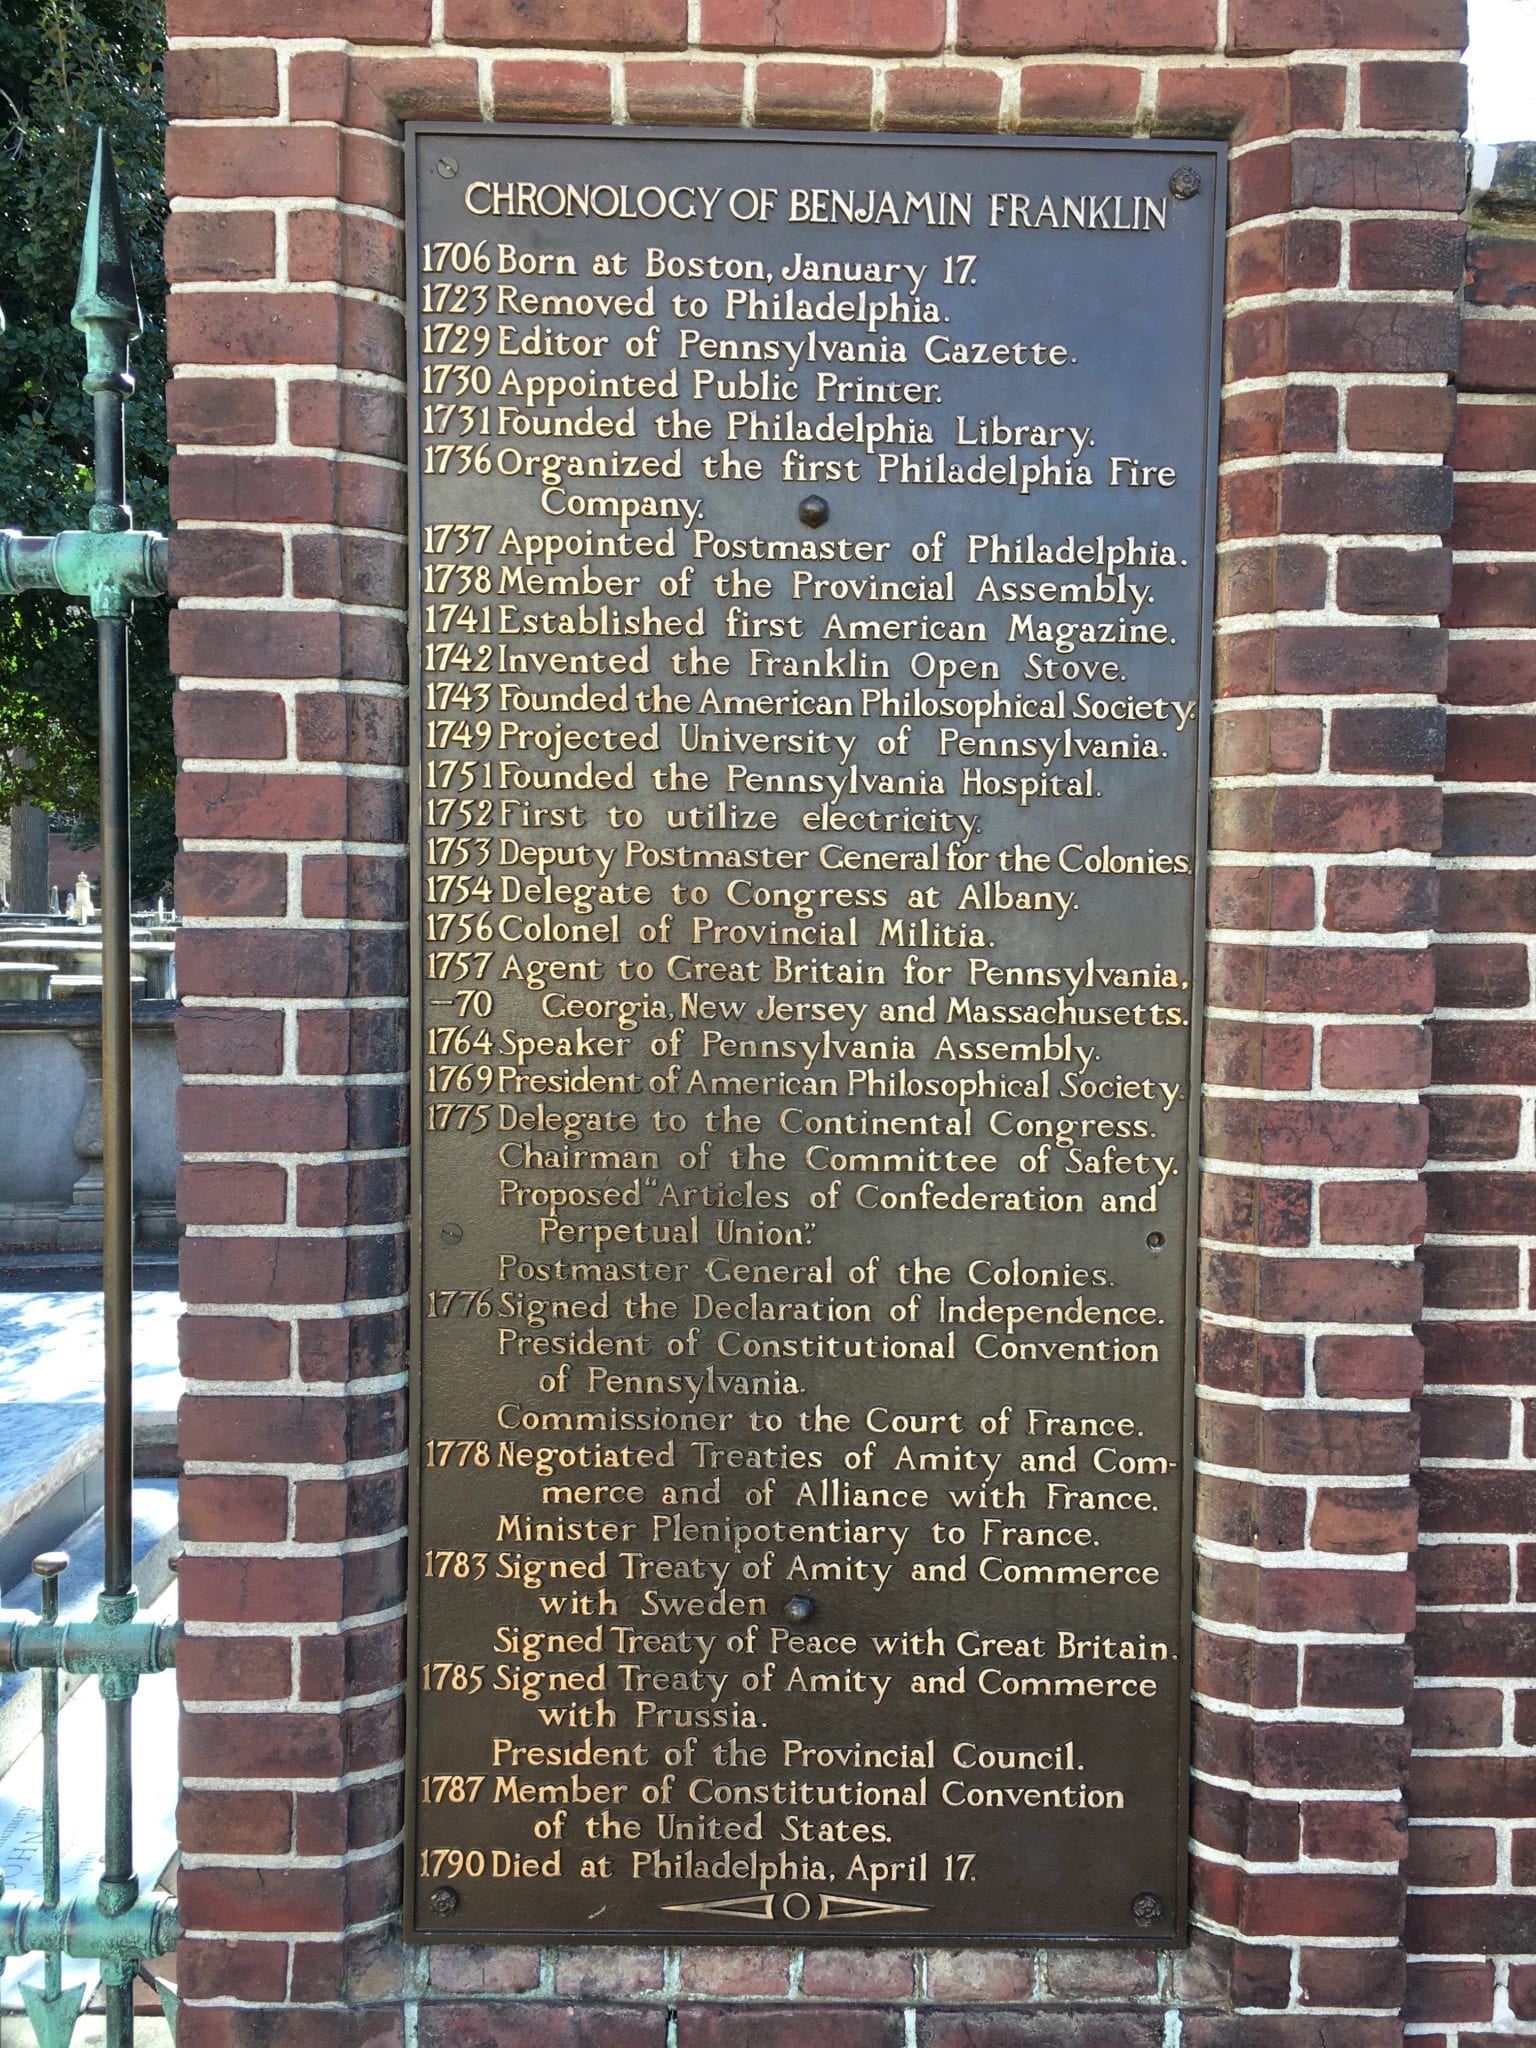 CHRONOLOGY OF BENJAMIN FRANKLIN
1706 Born at Boston, January 17.
1723 Removed to Philadelphia.
1729 Editor of Pennsylvania Gazette.
1730 Appointed Public Printer.
1731 Founded the Philadelphia Library.
1736 Organized the first Philadelphia Fire
Company.
1737 Appointed Postmaster of Philadelphia.
1738 Member of the Provincial Assembly.
1741 Established first American Magazine.
1742 Invented the Franklin Open Stove.
1743 Founded the American Philosophical Society.
1749 Projected University of Pennsylvania.
1751 Founded the Pennsylvania Hospital.
1752 First to utilize electricity.
1753 Deputy Postmaster General for the Colonies.
1754 Delegate to Congress at Albany.
1756 Colonel of Provincial Militia.
1757 Agent to Great Britain for Pennsylvania,
-70 Georgia, New Jersey and Massachusetts.
1764 Speaker of Pennsylvania Assembly.
1769 President of American Philosophical Society.
1775 Delegate to the Continental Congress.
Chairman of the Committee of Safety.
Proposed "Articles of Confederation and
Perpetual Union."
Postmaster General of the Colonies.
1776 Signed the Declaration of Independence.
President of Constitutional Convention
of Pennsylvania.
Commissioner to the Court of France.
1778 Negotiated Treaties of Amity and Com-
merce and of Alliance with France.
Minister Plenipotentiary to France.
1783 Signed Treaty of Amity and Commerce
with Sweden
Signed Treaty of Peace with Great Britain.
1785 Signed Treaty of Amity and Commerce
with Prussia.
President of the Provincial Council.
1787 Member of Constitutional Convention
of the United States.
1790 Died at Philadelphia, April 17.